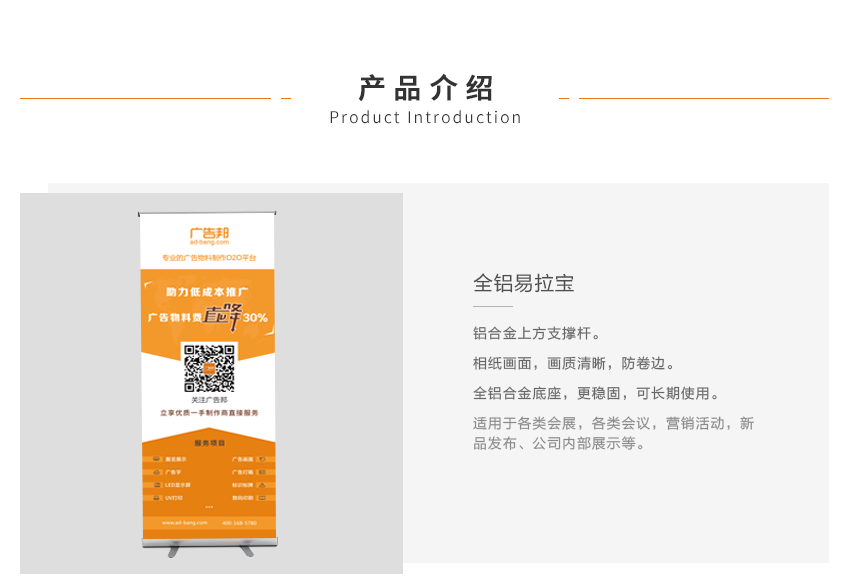 产品介绍
Product Introduction
广告邦
ad-bang.com
专业的广告物料制作O2O平台
助力低成本推广
广告物料费直降30%
关注广告邦
立享优质一手制作商直接服务
服务项目
展览展示 广告画面
广告字 广告灯箱
LED显示屏 标识标牌
UV打印 数码印刷
www.ad-bang.com 400-168-5780
全铝易拉宝
铝合金上方支撑杆。
相纸画面，画质清晰，防卷边。
全铝合金底座，更稳固，可长期使用。
适用于各类会展，各类会议，营销活动，新
品发布、公司内部展示等。